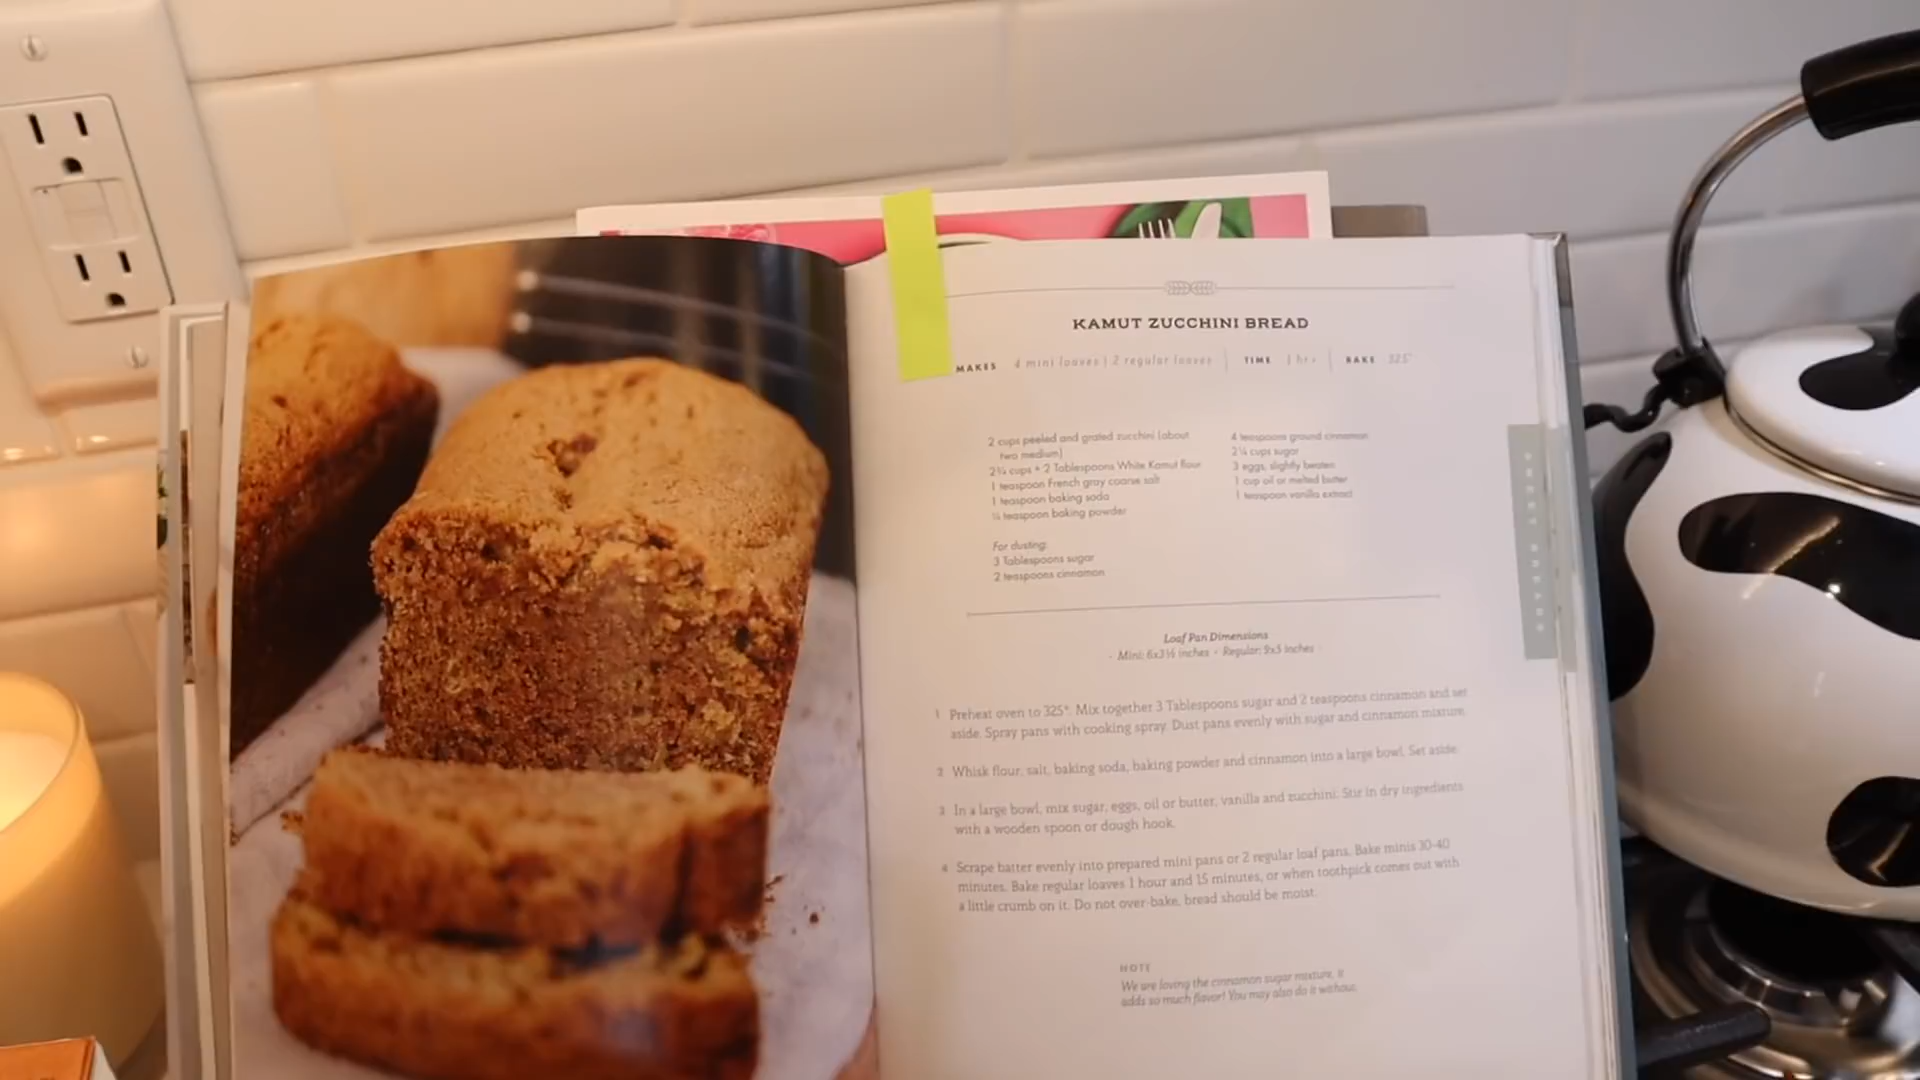 KAMUT ZUCCHINI BREAD
MAKES 4 mini loaves | 2 regular loaves | TIME 1 hr+ | BAKE 325°
2 cups peeled and grated zucchini (about
two medium)
2¼ cups + 2 Tablespoons White Kamut flour
1 teaspoon French gray coarse salt
1 teaspoon baking soda
¼ teaspoon baking powder
4 teaspoons ground cinnamon
2¼ cups sugar
3 eggs, slightly beaten
1 cup oil or melted butter
1 teaspoon vanilla extract
For dusting:
3 Tablespoons sugar
2 teaspoons cinnamon
Loaf Pan Dimensions
- Mini: 6x3½ inches - Regular: 9x5 inches
1 Preheat oven to 325°. Mix together 3 Tablespoons sugar and 2 teaspoons cinnamon and set
aside. Spray pans with cooking spray. Dust pans evenly with sugar and cinnamon mixture.
2 Whisk flour, salt, baking soda, baking powder and cinnamon into a large bowl. Set aside.
3 In a large bowl, mix sugar, eggs, oil or butter, vanilla and zucchini. Stir in dry ingredients
with a wooden spoon or dough hook.
4 Scrape batter evenly into prepared mini pans or 2 regular loaf pans. Bake minis 30-40
minutes. Bake regular loaves 1 hour and 15 minutes, or when toothpick comes out with
a little crumb on it. Do not over-bake, bread should be moist.
NOTE
We are loving the cinnamon sugar mixture, it
adds so much flavor! You may also do it without.